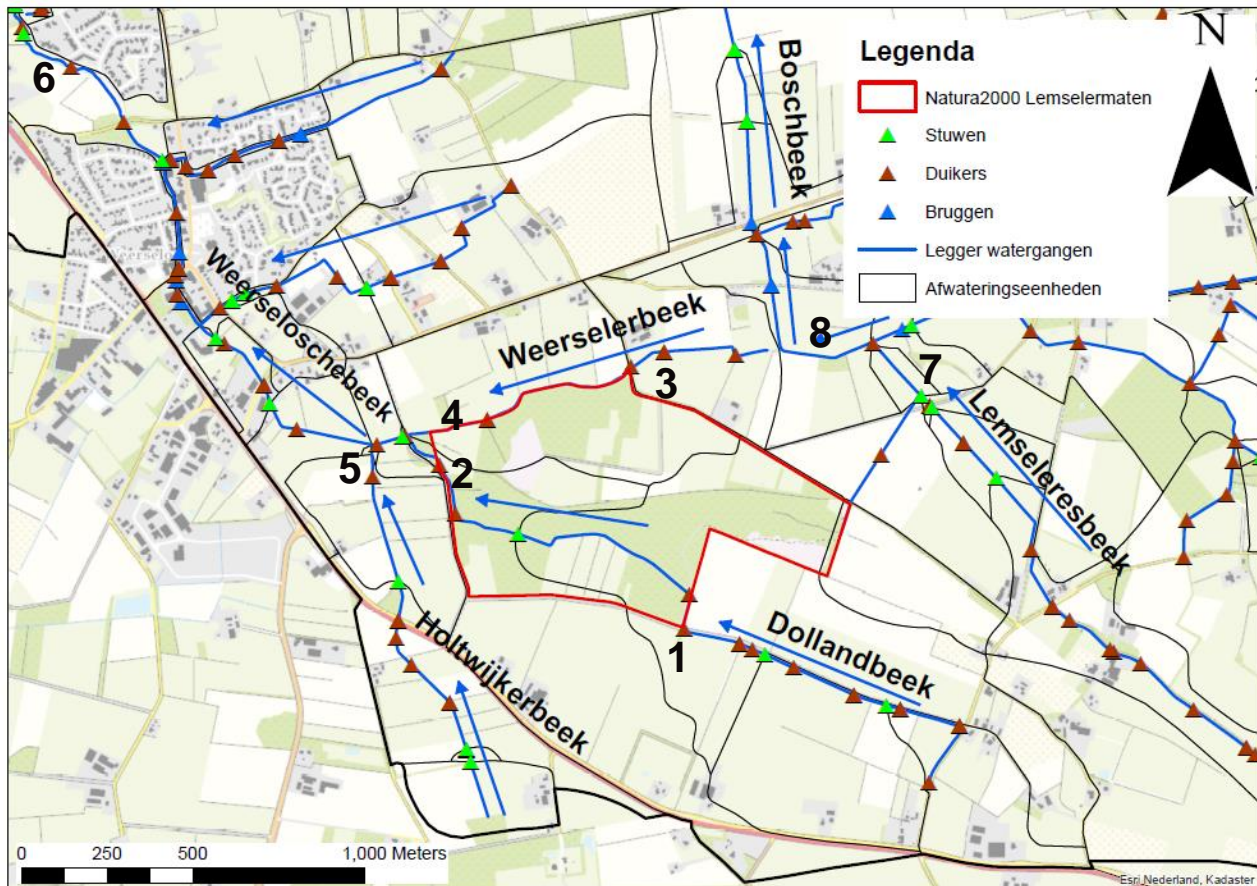 6
Boschbeek
Legenda
N
Natura2000 Lemselermaten
Stuwen
Duikers
Bruggen
Legger watergangen
Afwateringseenheden
Weerseloschebeek
Weerselerbeek
8
3
7
4
2
5
Lemseleresbeek
Holtwijkerbeek
1
Dollandbeek
0 250 500 1,000 Meters
Esri Nederland, Kadaster